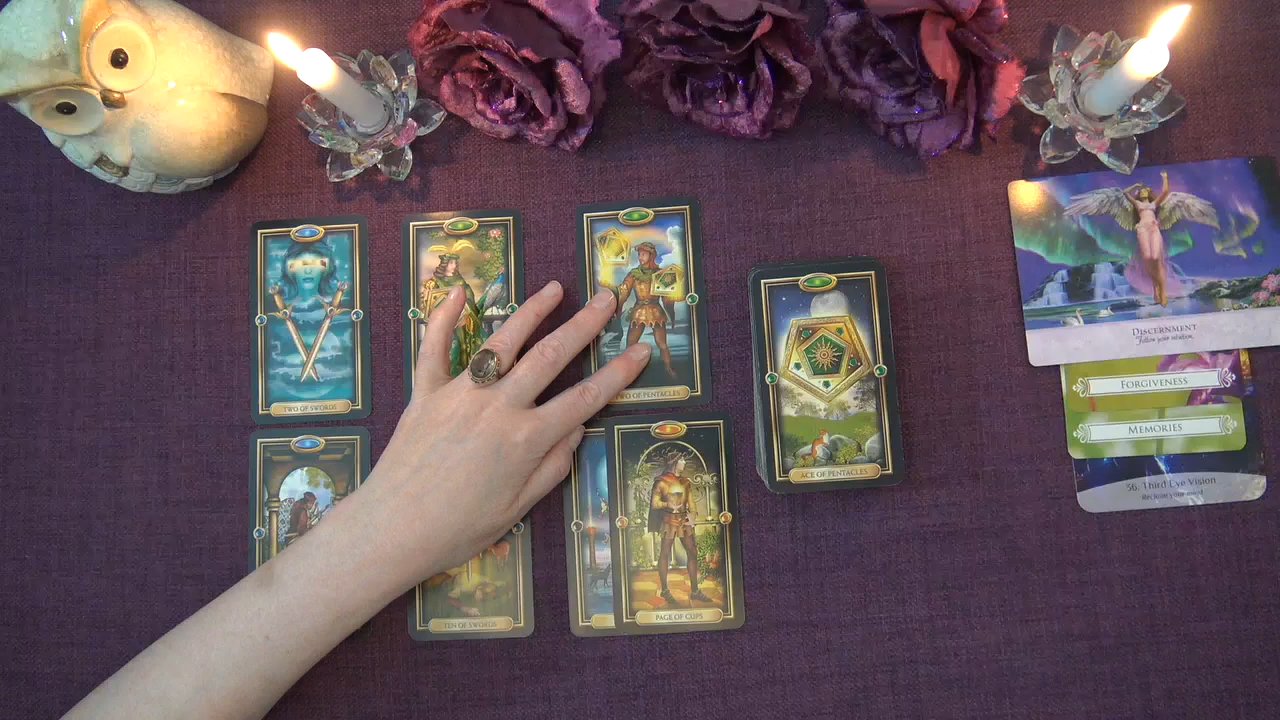 TWO OF SWORDS
TWO OF PENTACLES
ACE OF PENTACLES
TEN OF SWORDS
PAGE OF CUPS
DISCERNMENT
Follow your intuition.
FORGIVENESS
MEMORIES
56. Third Eye Vision